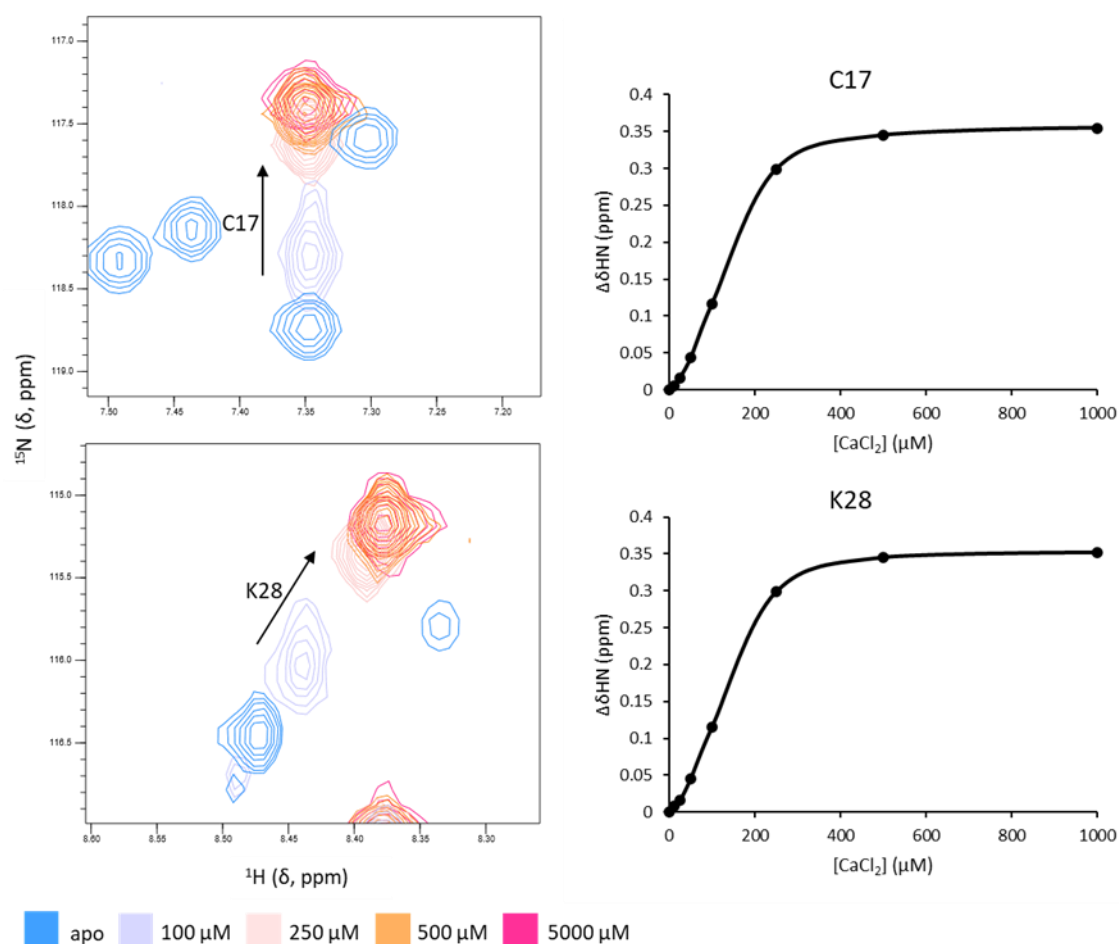 117.0
117.5
118.0
118.5
119.0
C17
7.50
7.45
7.40
7.35
7.30
7.25
7.20
¹⁵N (δ, ppm)
115.0
115.5
116.0
116.5
K28
8.60
8.55
8.50
8.45
8.40
8.35
8.30
¹H (δ, ppm)
apo
100 µM
250 µM
500 µM
5000 µM
C17
0.4
0.35
0.3
0.25
0.2
0.15
0.1
0.05
0
ΔδHN (ppm)
0 200 400 600 800 1000
[CaCl₂] (µM)
K28
0.4
0.35
0.3
0.25
0.2
0.15
0.1
0.05
0
ΔδHN (ppm)
0 200 400 600 800 1000
[CaCl₂] (µM)